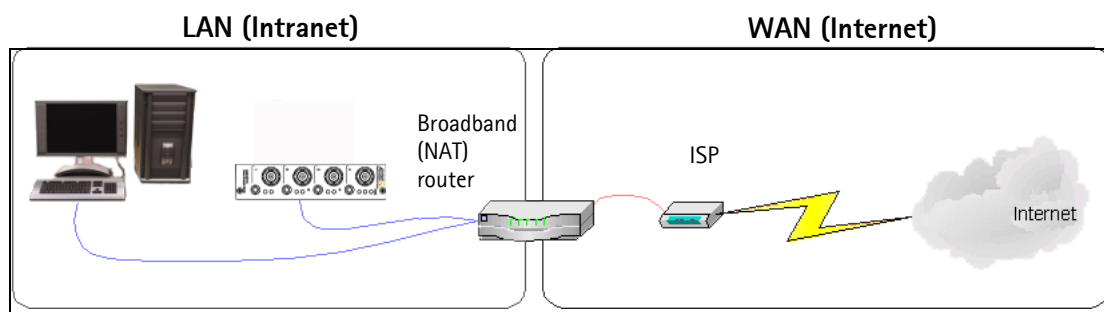 LAN (Intranet)
WAN (Internet)
Broadband
(NAT)
router
ISP
Internet